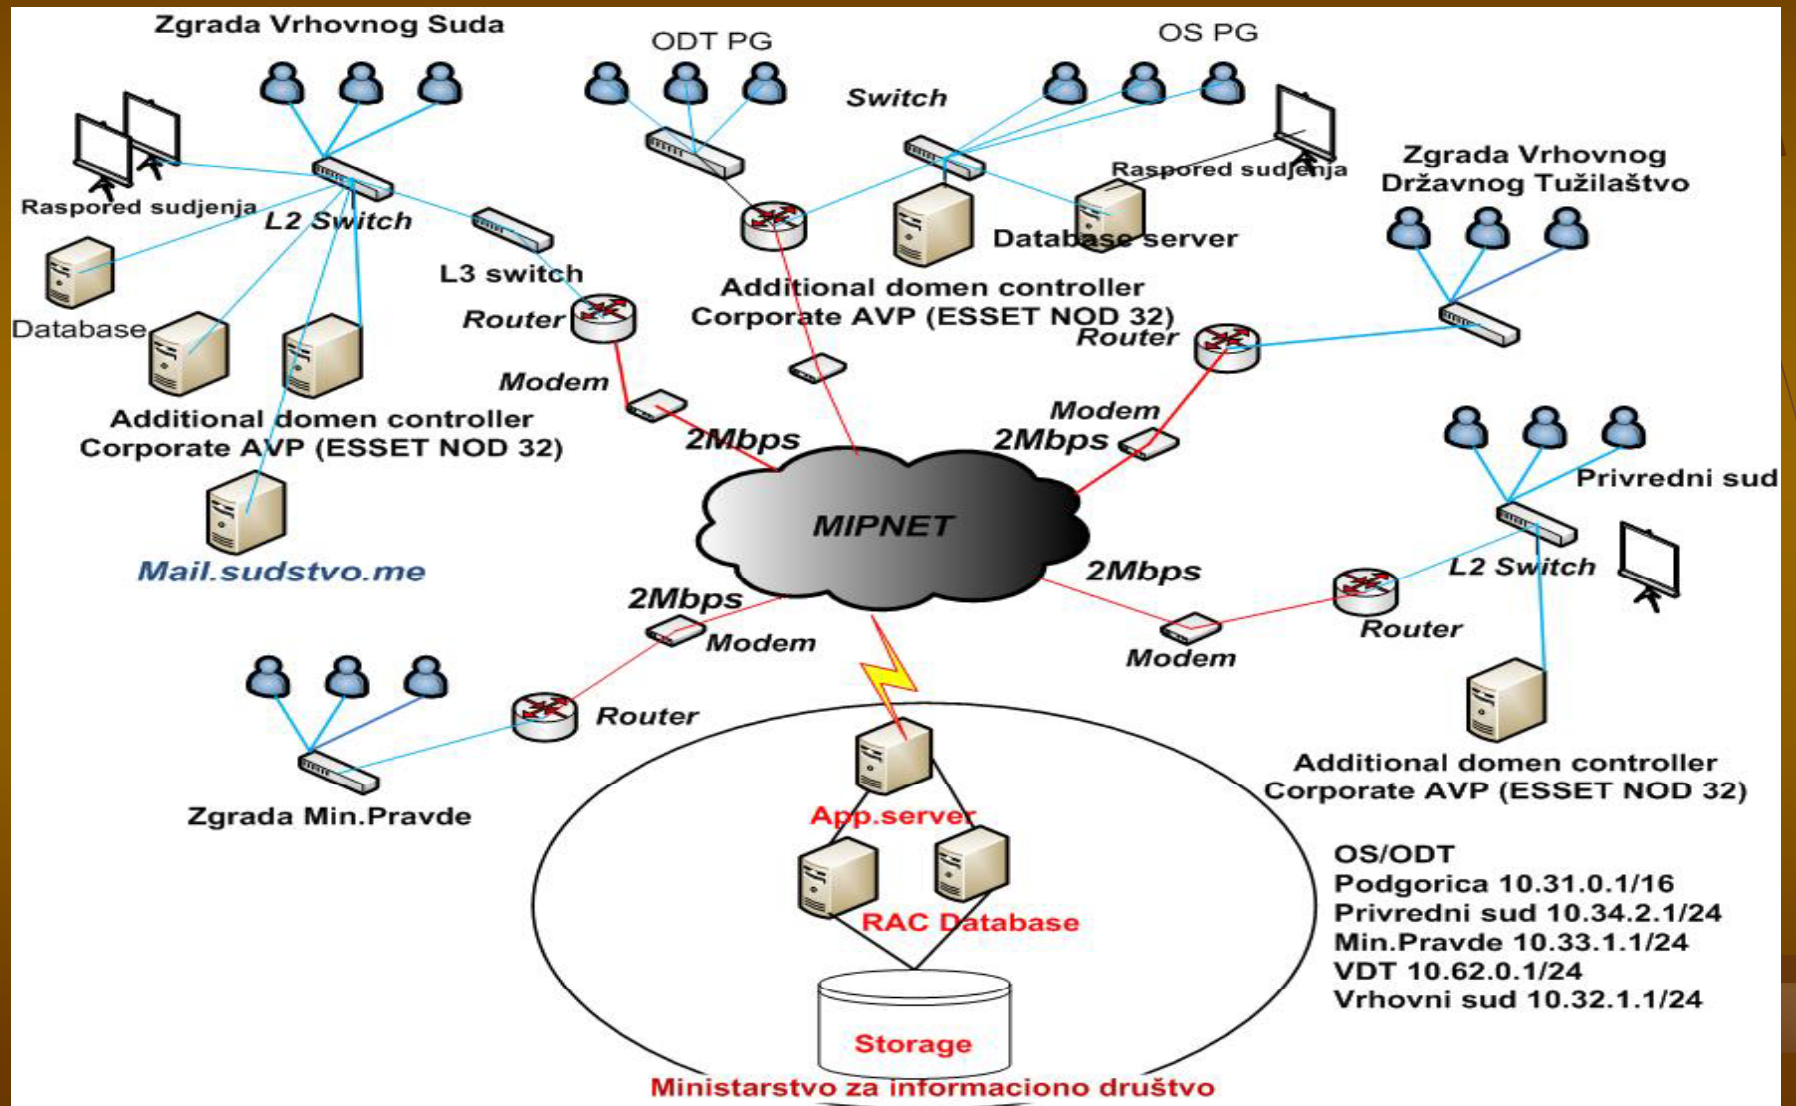 Zgrada Vrhovnog Suda
ODT PG
OS PG
Switch
Raspored sudjenja
Zgrada Vrhovnog
Državnog Tužilaštvo
Raspored sudjenja
L2 Switch
L3 switch
Database server
Database
Router
Additional domen controller
Corporate AVP (ESSET NOD 32)
Router
Modem
Additional domen controller
Corporate AVP (ESSET NOD 32)
2Mbps
Modem
2Mbps
Privredni sud
MIPNET
Mail.sudstvo.me
2Mbps
L2 Switch
2Mbps
Modem
Router
Modem
Router
Zgrada Min.Pravde
App.server
Additional domen controller
Corporate AVP (ESSET NOD 32)
RAC Database
OS/ODT
Podgorica 10.31.0.1/16
Privredni sud 10.34.2.1/24
Min.Pravde 10.33.1.1/24
VDT 10.62.0.1/24
Vrhovni sud 10.32.1.1/24
Storage
Ministarstvo za informaciono društvo